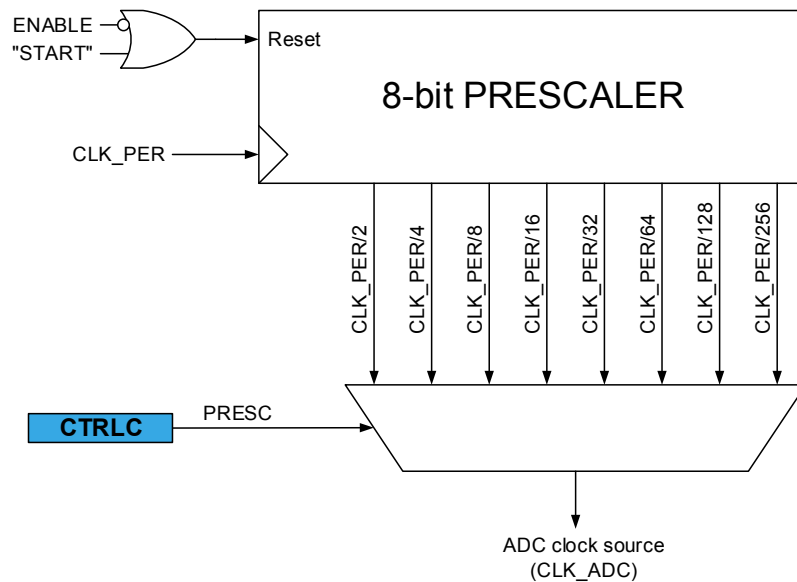 ENABLE
"START"
Reset
8-bit PRESCALER
CLK_PER
CLK_PER/2
CLK_PER/4
CLK_PER/8
CLK_PER/16
CLK_PER/32
CLK_PER/64
CLK_PER/128
CLK_PER/256
CTRLC
PRESC
ADC clock source
(CLK_ADC)